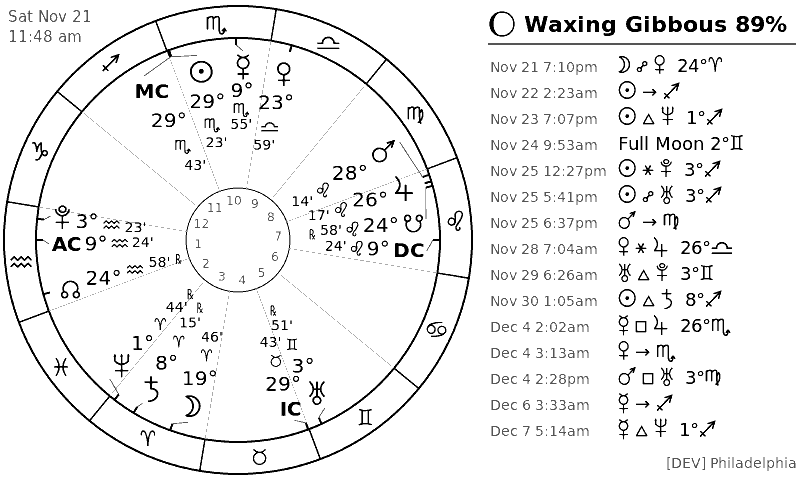 Sat Nov 21
11:48 am
☽ Waxing Gibbous 89%
Nov 21 7:10pm ☽ ☍ ♀ 24°♈
Nov 22 2:23am ☉ → ♐
Nov 23 7:07pm ☉ △ ♆ 1°♐
Nov 24 9:53am Full Moon 2°♊
Nov 25 12:27pm ☉ ⚹ ♇ 3°♐
Nov 25 5:41pm ☉ ☍ ♅ 3°♐
Nov 25 6:37pm ♂ → ♍
Nov 28 7:04am ♀ ⚹ ♃ 26°♎
Nov 29 6:26am ♅ △ ♇ 3°♊
Nov 30 1:05am ☉ △ ♄ 8°♐
Dec 4 2:02am ☿ □ ♃ 26°♏
Dec 4 3:13am ♀ → ♏
Dec 4 2:28pm ♂ □ ♅ 3°♍
Dec 6 3:33am ☿ → ♐
Dec 7 5:14am ☿ △ ♆ 1°♐
[DEV] Philadelphia
♏
♎
♍
♌
♋
♊
♉
♈
♓
♒
♑
♐
MC 29° ♏ 43'
☉ 29° ♏ 23'
☿ 9° ♏ 55'
♀ 23° ♎ 59'
♂ 28° ♌ 14'
♃ 26° ♌ 17'
☋ 24° ♌ 58' ℞
DC 9° ♌ 24'
♅ 3° ♊ 51' ℞
IC 29° ♉ 43'
☽ 19° ♈ 46'
♄ 8° ♈ 15' ℞
♆ 1° ♈ 44' ℞
☊ 24° ♒ 58' ℞
AC 9° ♒ 24'
♇ 3° ♒ 23'
1
2
3
4
5
6
7
8
9
10
11
12